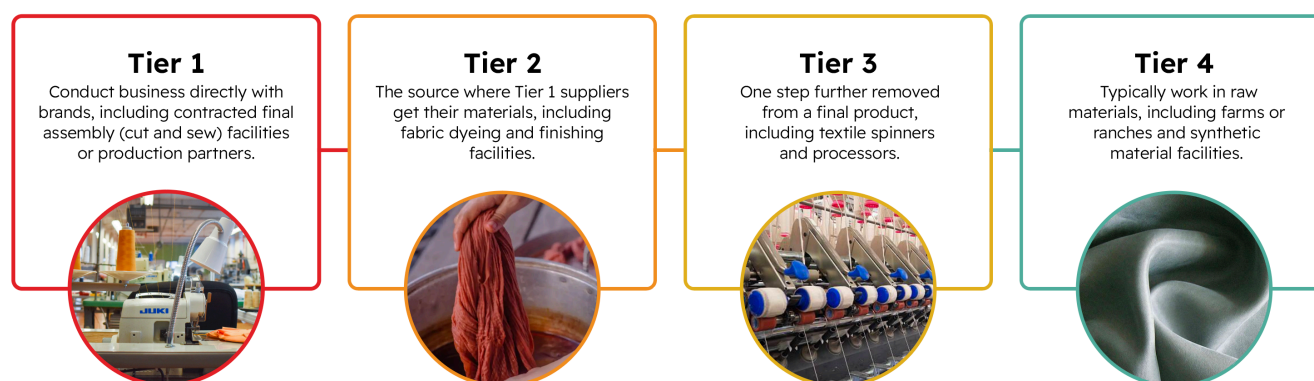 Tier 1
Conduct business directly with
brands, including contracted final
assembly (cut and sew) facilities
or production partners.
JUKI
Tier 2
The source where Tier 1 suppliers
get their materials, including
fabric dyeing and finishing
facilities.
Tier 3
One step further removed
from a final product,
including textile spinners
and processors.
Tier 4
Typically work in raw
materials, including farms or
ranches and synthetic
material facilities.